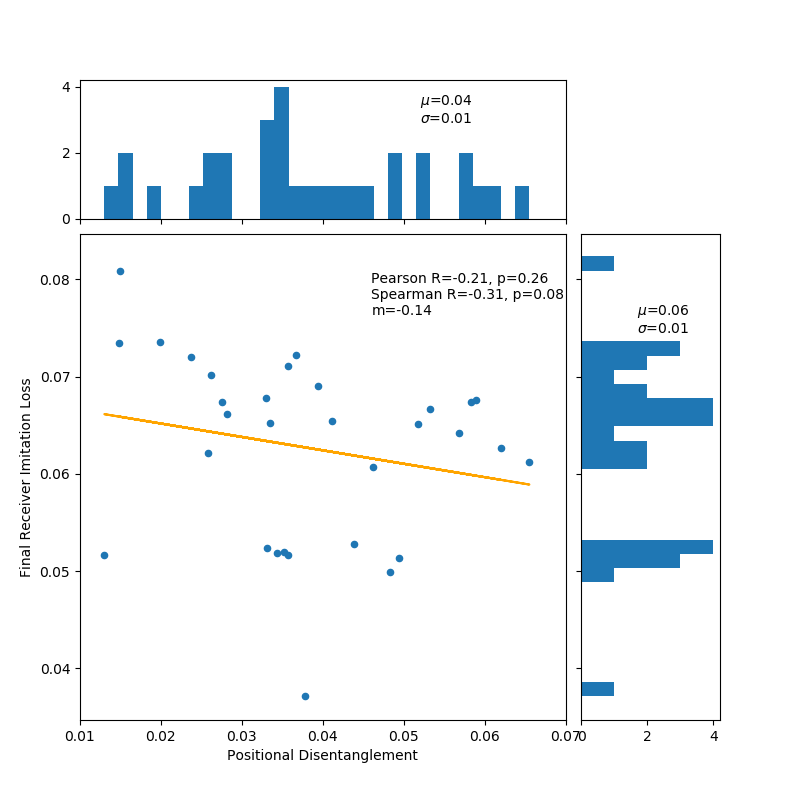 4
2
0
μ=0.04
σ=0.01
0.08
0.07
0.06
0.05
0.04
Final Receiver Imitation Loss
Pearson R=-0.21, p=0.26
Spearman R=-0.31, p=0.08
m=-0.14
0.01 0.02 0.03 0.04 0.05 0.06 0.07
Positional Disentanglement
μ=0.06
σ=0.01
0 2 4